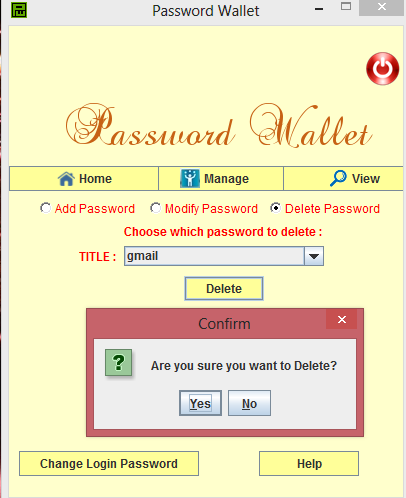 Password Wallet
Password Wallet
Home Manage View
Add Password Modify Password Delete Password
Choose which password to delete :
TITLE : gmail
Delete
Confirm
? Are you sure you want to Delete?
Yes No
Change Login Password Help